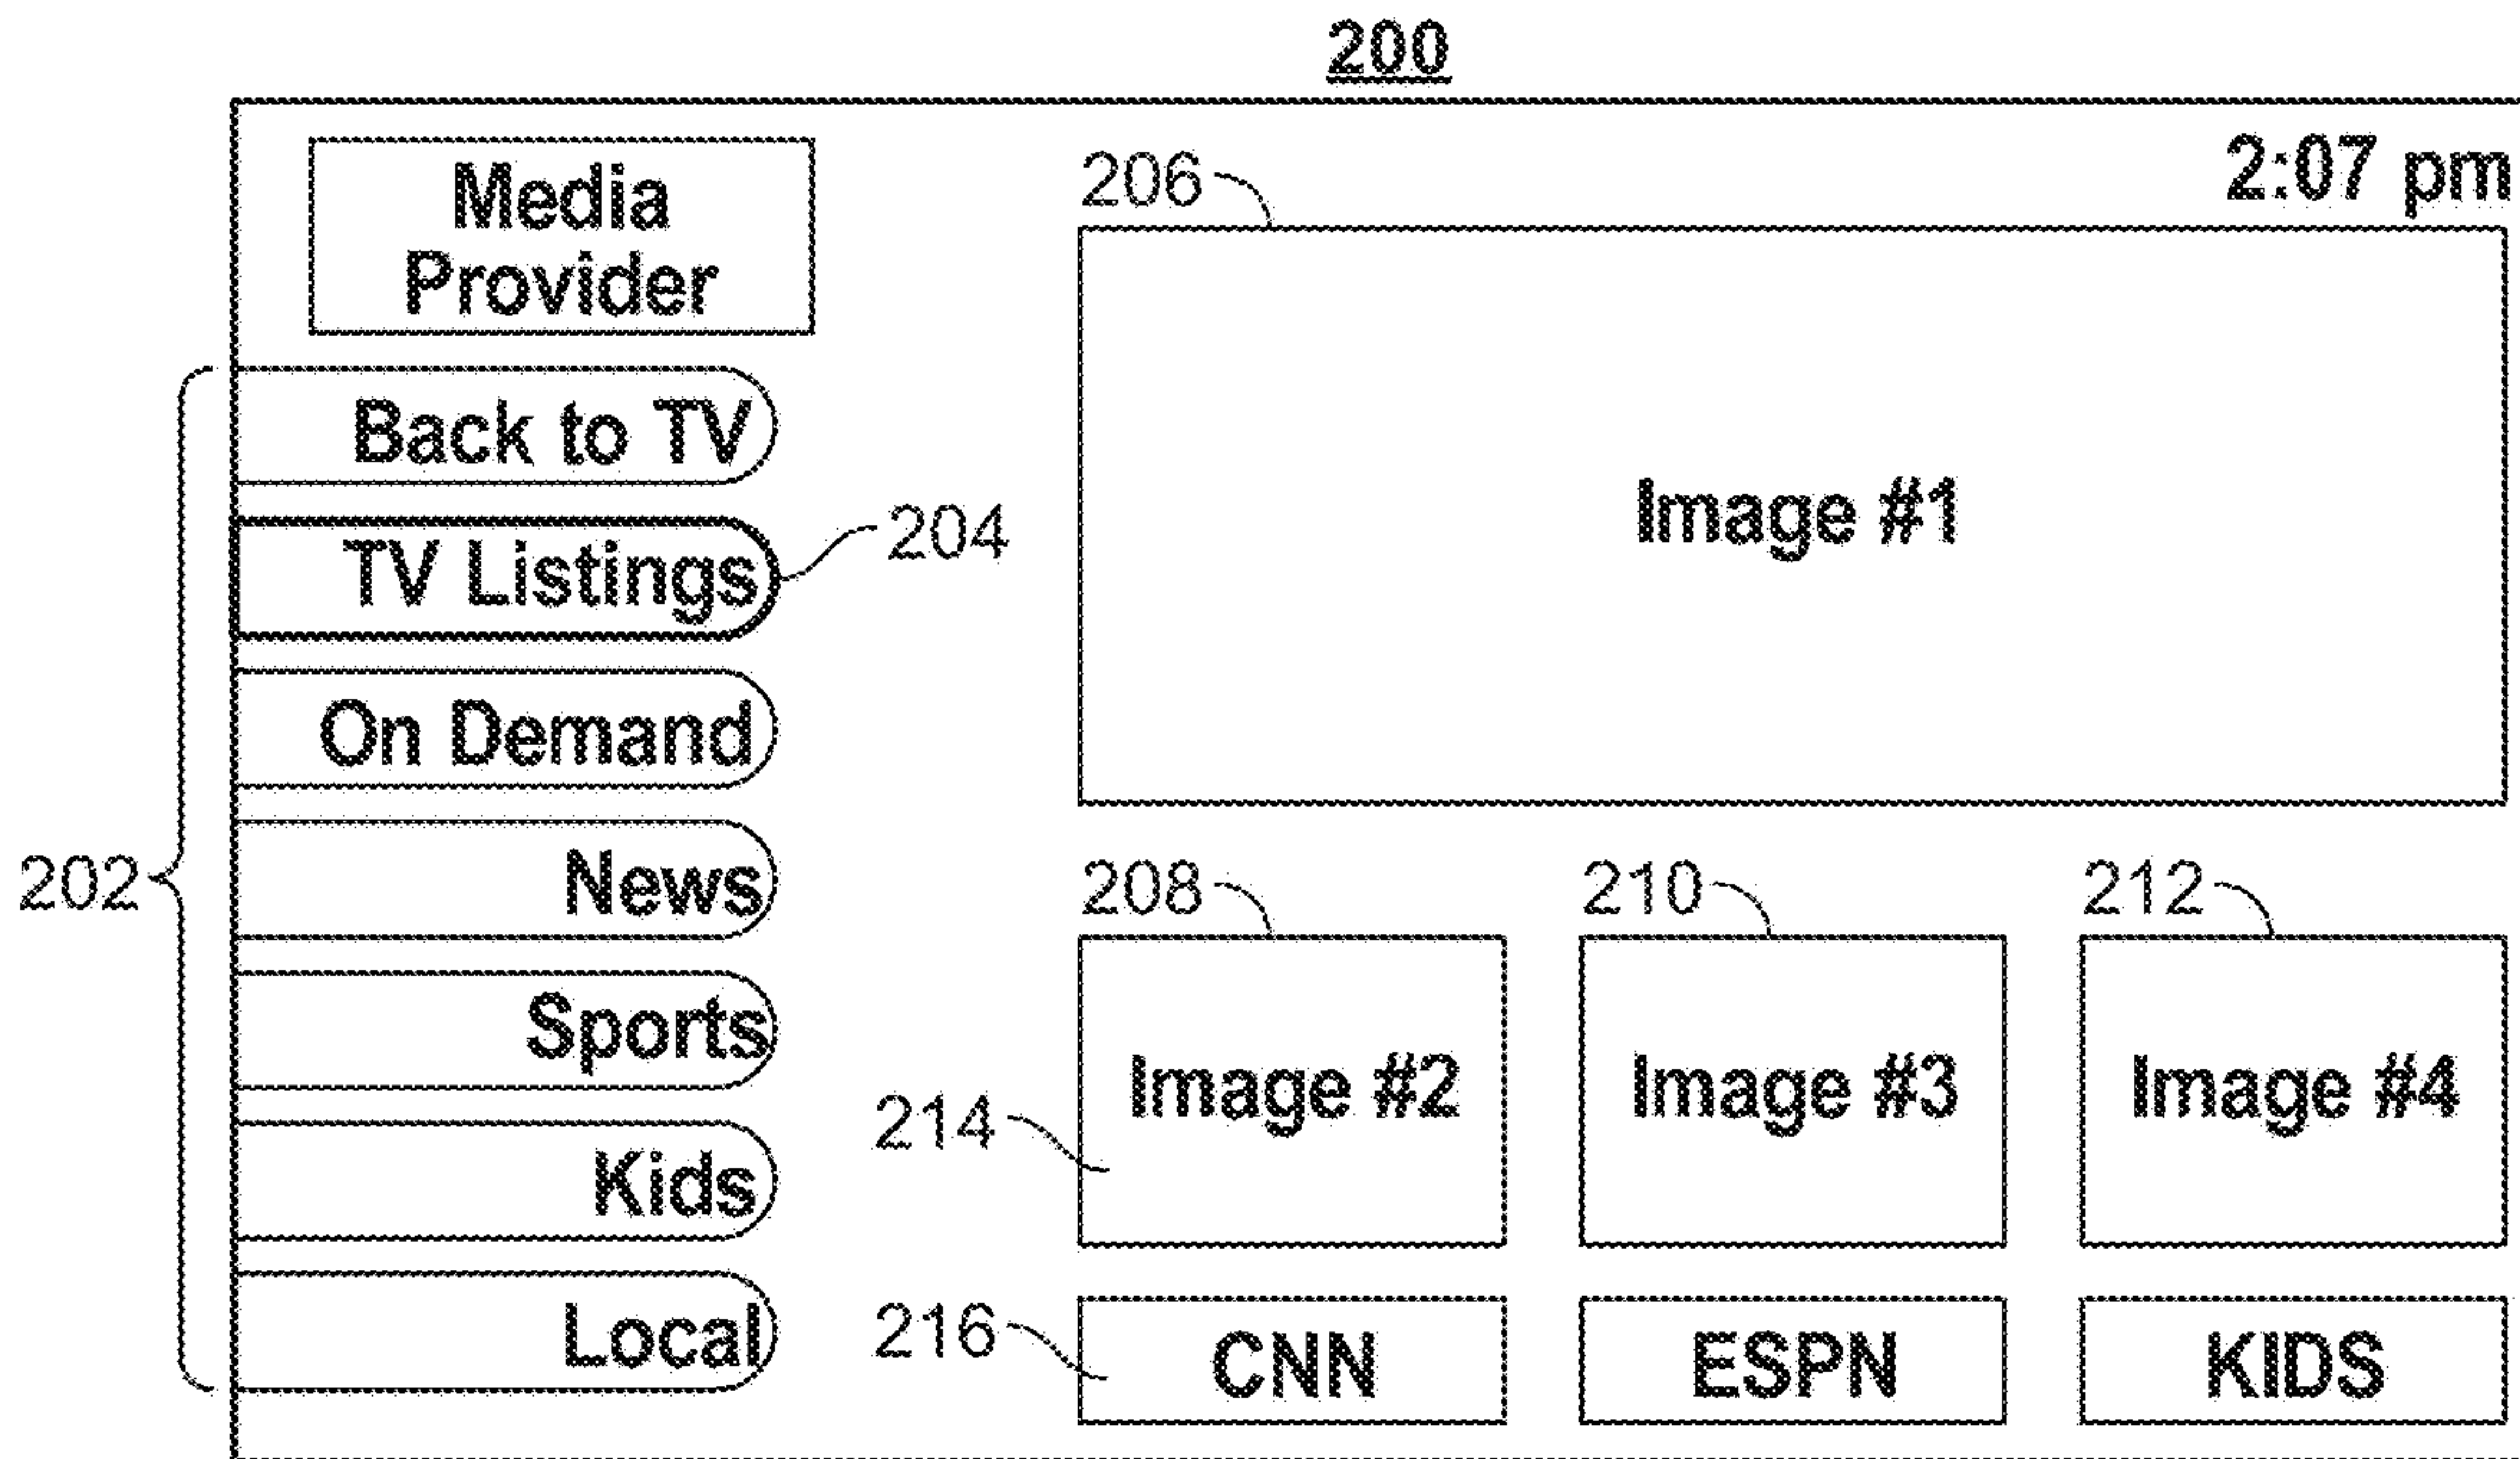 200
Media
Provider
2:07 pm
206
Back to TV
TV Listings
204
Image #1
On Demand
News
202
Sports
Kids
Local
208
210
212
Image #2
Image #3
Image #4
214
216
CNN
ESPN
KIDS